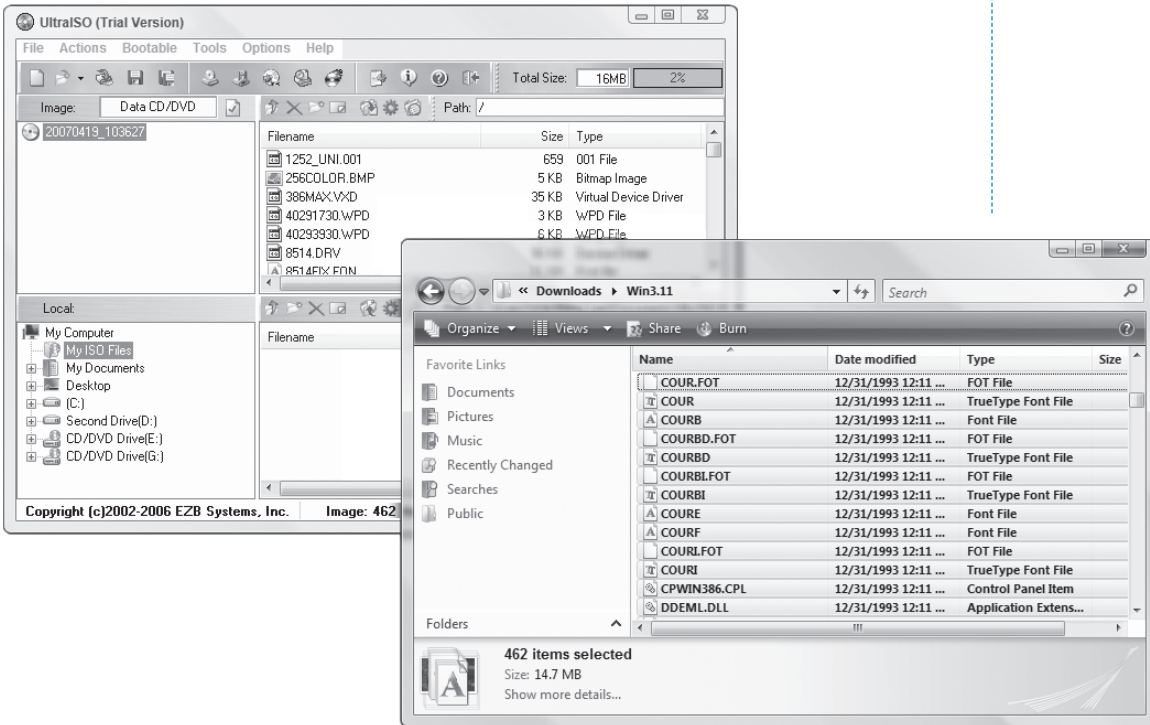 UltraISO (Trial Version)
File Actions Bootable Tools Options Help
Total Size: 16MB 2%
Image: Data CD/DVD Path: /
20070419_103627
Filename Size Type
1252_UNI.001 659 001 File
256COLOR.BMP 5 KB Bitmap Image
386MAX.VXD 35 KB Virtual Device Driver
40291730.WPD 3 KB WPD File
40293930.WPD 6 KB WPD File
8514.DRV
8514FIX.FON
Local:
My Computer
My ISO Files
My Documents
Desktop
(C:)
Second Drive(D:)
CD/DVD Drive(E:)
CD/DVD Drive(G:)
Filename
Copyright (c)2002-2006 EZB Systems, Inc. Image: 462
« Downloads Win3.11 Search
Organize Views Share Burn
Favorite Links
Documents
Pictures
Music
Recently Changed
Searches
Public
Folders
Name Date modified Type Size
COUR.FOT 12/31/1993 12:11 ... FOT File
COUR 12/31/1993 12:11 ... TrueType Font File
COURB 12/31/1993 12:11 ... Font File
COURBD.FOT 12/31/1993 12:11 ... FOT File
COURBD 12/31/1993 12:11 ... TrueType Font File
COURBI.FOT 12/31/1993 12:11 ... FOT File
COURBI 12/31/1993 12:11 ... TrueType Font File
COURE 12/31/1993 12:11 ... Font File
COURF 12/31/1993 12:11 ... Font File
COURI.FOT 12/31/1993 12:11 ... FOT File
COURI 12/31/1993 12:11 ... TrueType Font File
CPWIN386.CPL 12/31/1993 12:11 ... Control Panel Item
DDEML.DLL 12/31/1993 12:11 ... Application Extens...
462 items selected
Size: 14.7 MB
Show more details...